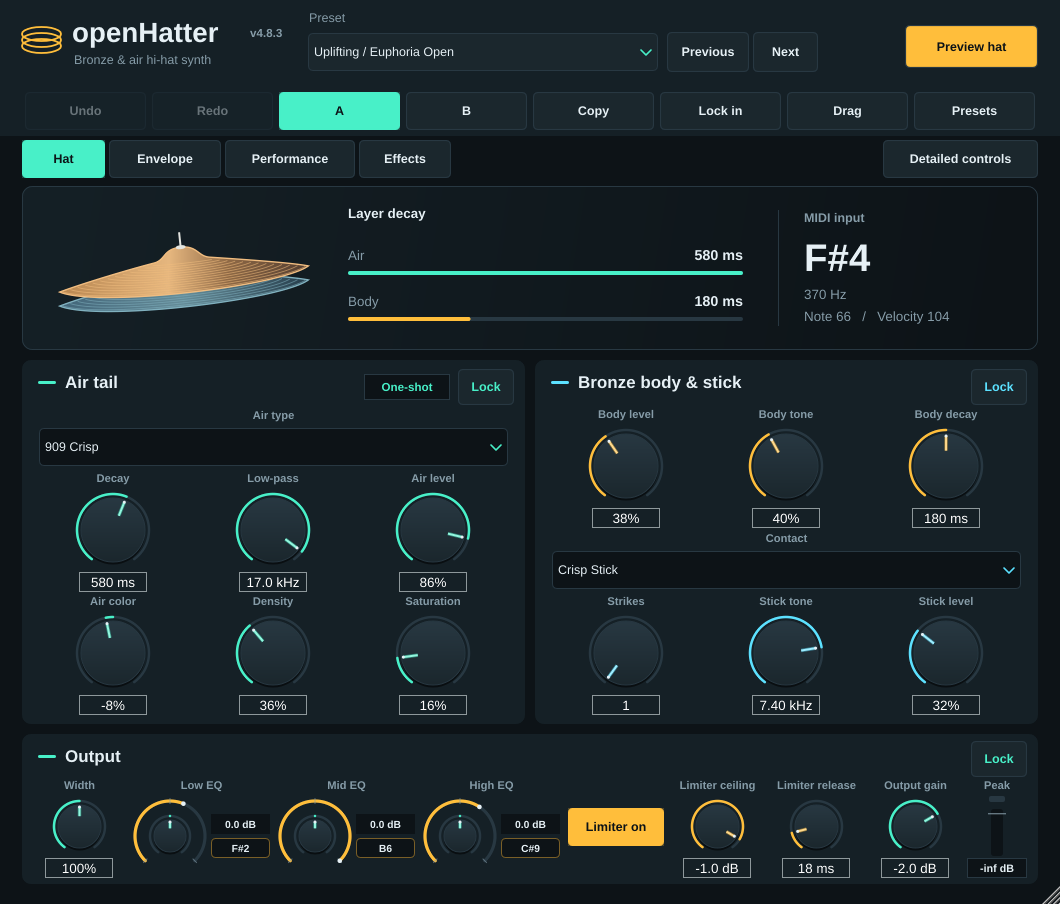 openHatter
v4.8.3
Bronze & air hi-hat synth
Preset
Uplifting / Euphoria Open
Previous
Next
Preview hat
Undo
Redo
A
B
Copy
Lock in
Drag
Presets
Hat
Envelope
Performance
Effects
Detailed controls
Layer decay
Air
580 ms
Body
180 ms
MIDI input
F#4
370 Hz
Note 66 / Velocity 104
Air tail
One-shot
Lock
Air type
909 Crisp
Decay
Low-pass
Air level
580 ms
17.0 kHz
86%
Air color
Density
Saturation
-8%
36%
16%
Bronze body & stick
Lock
Body level
Body tone
Body decay
38%
40%
180 ms
Contact
Crisp Stick
Strikes
Stick tone
Stick level
1
7.40 kHz
32%
Output
Lock
Width
Low EQ
Mid EQ
High EQ
Limiter ceiling
Limiter release
Output gain
Peak
0.0 dB
F#2
0.0 dB
B6
0.0 dB
C#9
Limiter on
100%
-1.0 dB
18 ms
-2.0 dB
-inf dB